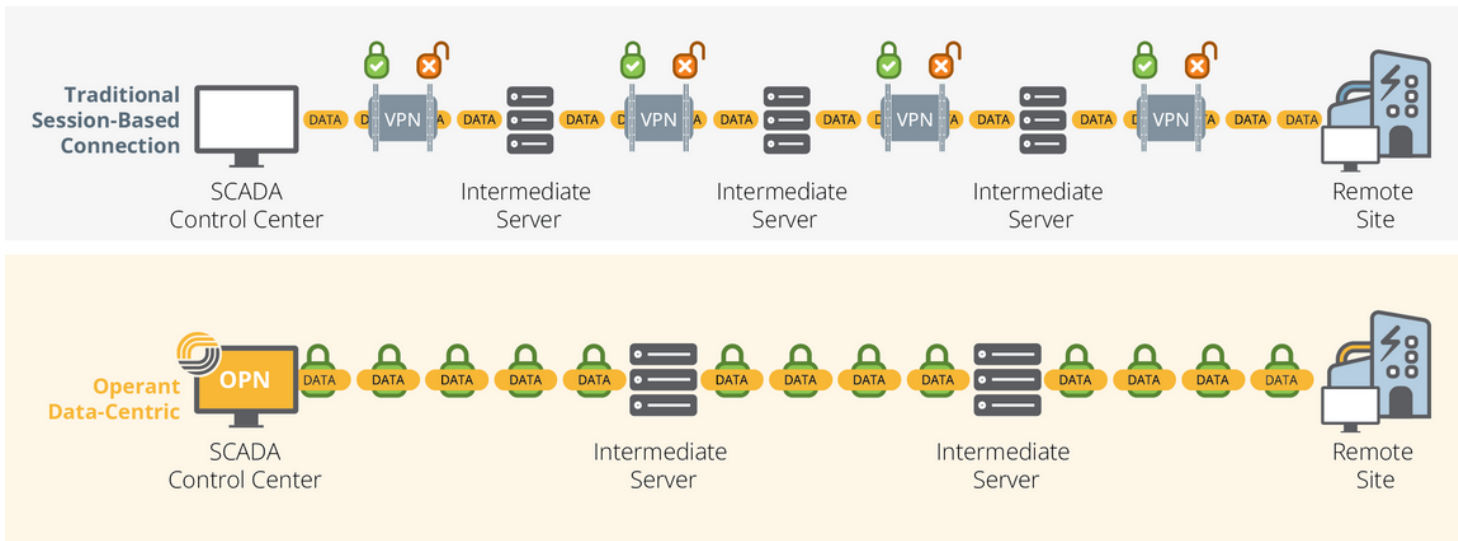 Traditional
Session-Based
Connection
DATA D VPN A DATA DATA D VPN A DATA DATA D VPN A DATA DATA D VPN A DATA DATA
SCADA
Control Center
Intermediate
Server
Intermediate
Server
Intermediate
Server
Remote
Site
Operant
Data-Centric
OPN DATA DATA DATA DATA DATA DATA DATA DATA DATA DATA DATA DATA DATA
SCADA
Control Center
Intermediate
Server
Intermediate
Server
Remote
Site